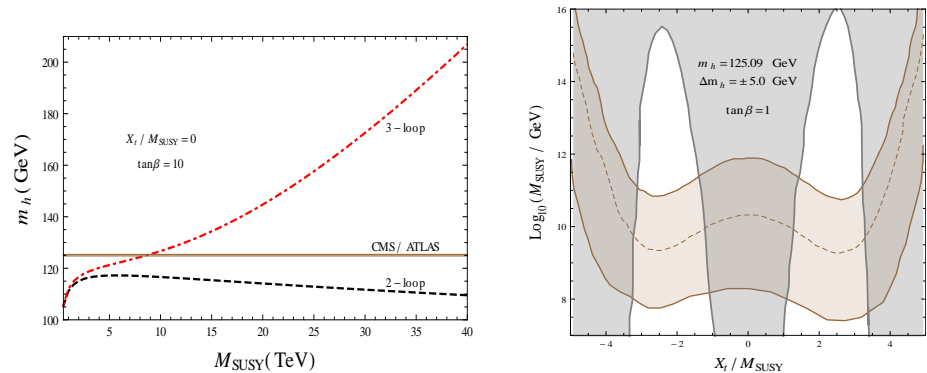 200
180
160
140
120
100
m_h (GeV)
X_t / M_SUSY = 0
tanβ = 10
3-loop
CMS / ATLAS
2-loop
5 10 15 20 25 30 35 40
M_SUSY(TeV)
16
14
12
10
8
Log_10 (M_SUSY / GeV)
m_h = 125.09 GeV
Δm_h = ± 5.0 GeV
tanβ = 1
-4 -2 0 2 4
X_t / M_SUSY